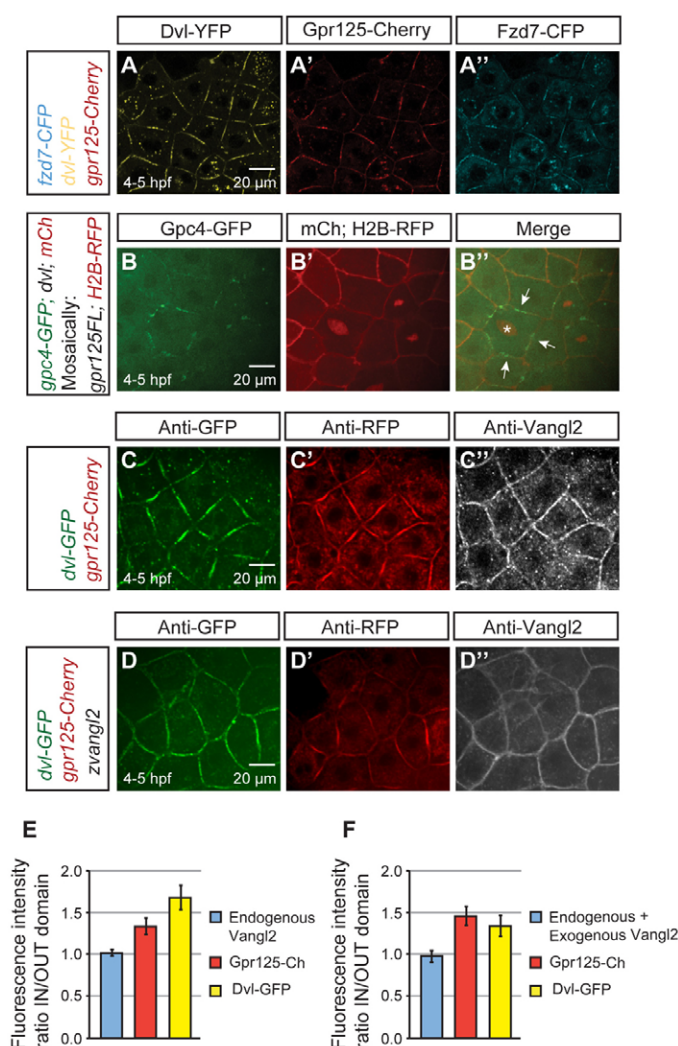 Dvl-YFP Gpr125-Cherry Fzd7-CFP
fzd7-CFP
dvl-YFP
gpr125-Cherry
A A' A''
4-5 hpf 20 µm
Gpc4-GFP mCh; H2B-RFP Merge
gpc4-GFP; dvl; mCh
Mosaically:
gpr125FL; H2B-RFP
B B' B''
*
4-5 hpf 20 µm
Anti-GFP Anti-RFP Anti-Vangl2
dvl-GFP
gpr125-Cherry
C C' C''
4-5 hpf 20 µm
Anti-GFP Anti-RFP Anti-Vangl2
dvl-GFP
gpr125-Cherry
zvangl2
D D' D''
4-5 hpf 20 µm
E
Fluorescence intensity
ratio IN/OUT domain
2.0
1.5
1.0
0.5
0.0
Endogenous
Vangl2
Gpr125-Ch
Dvl-GFP
F
Fluorescence intensity
ratio IN/OUT domain
2.0
1.5
1.0
0.5
0.0
Endogenous +
Exogenous Vangl2
Gpr125-Ch
Dvl-GFP